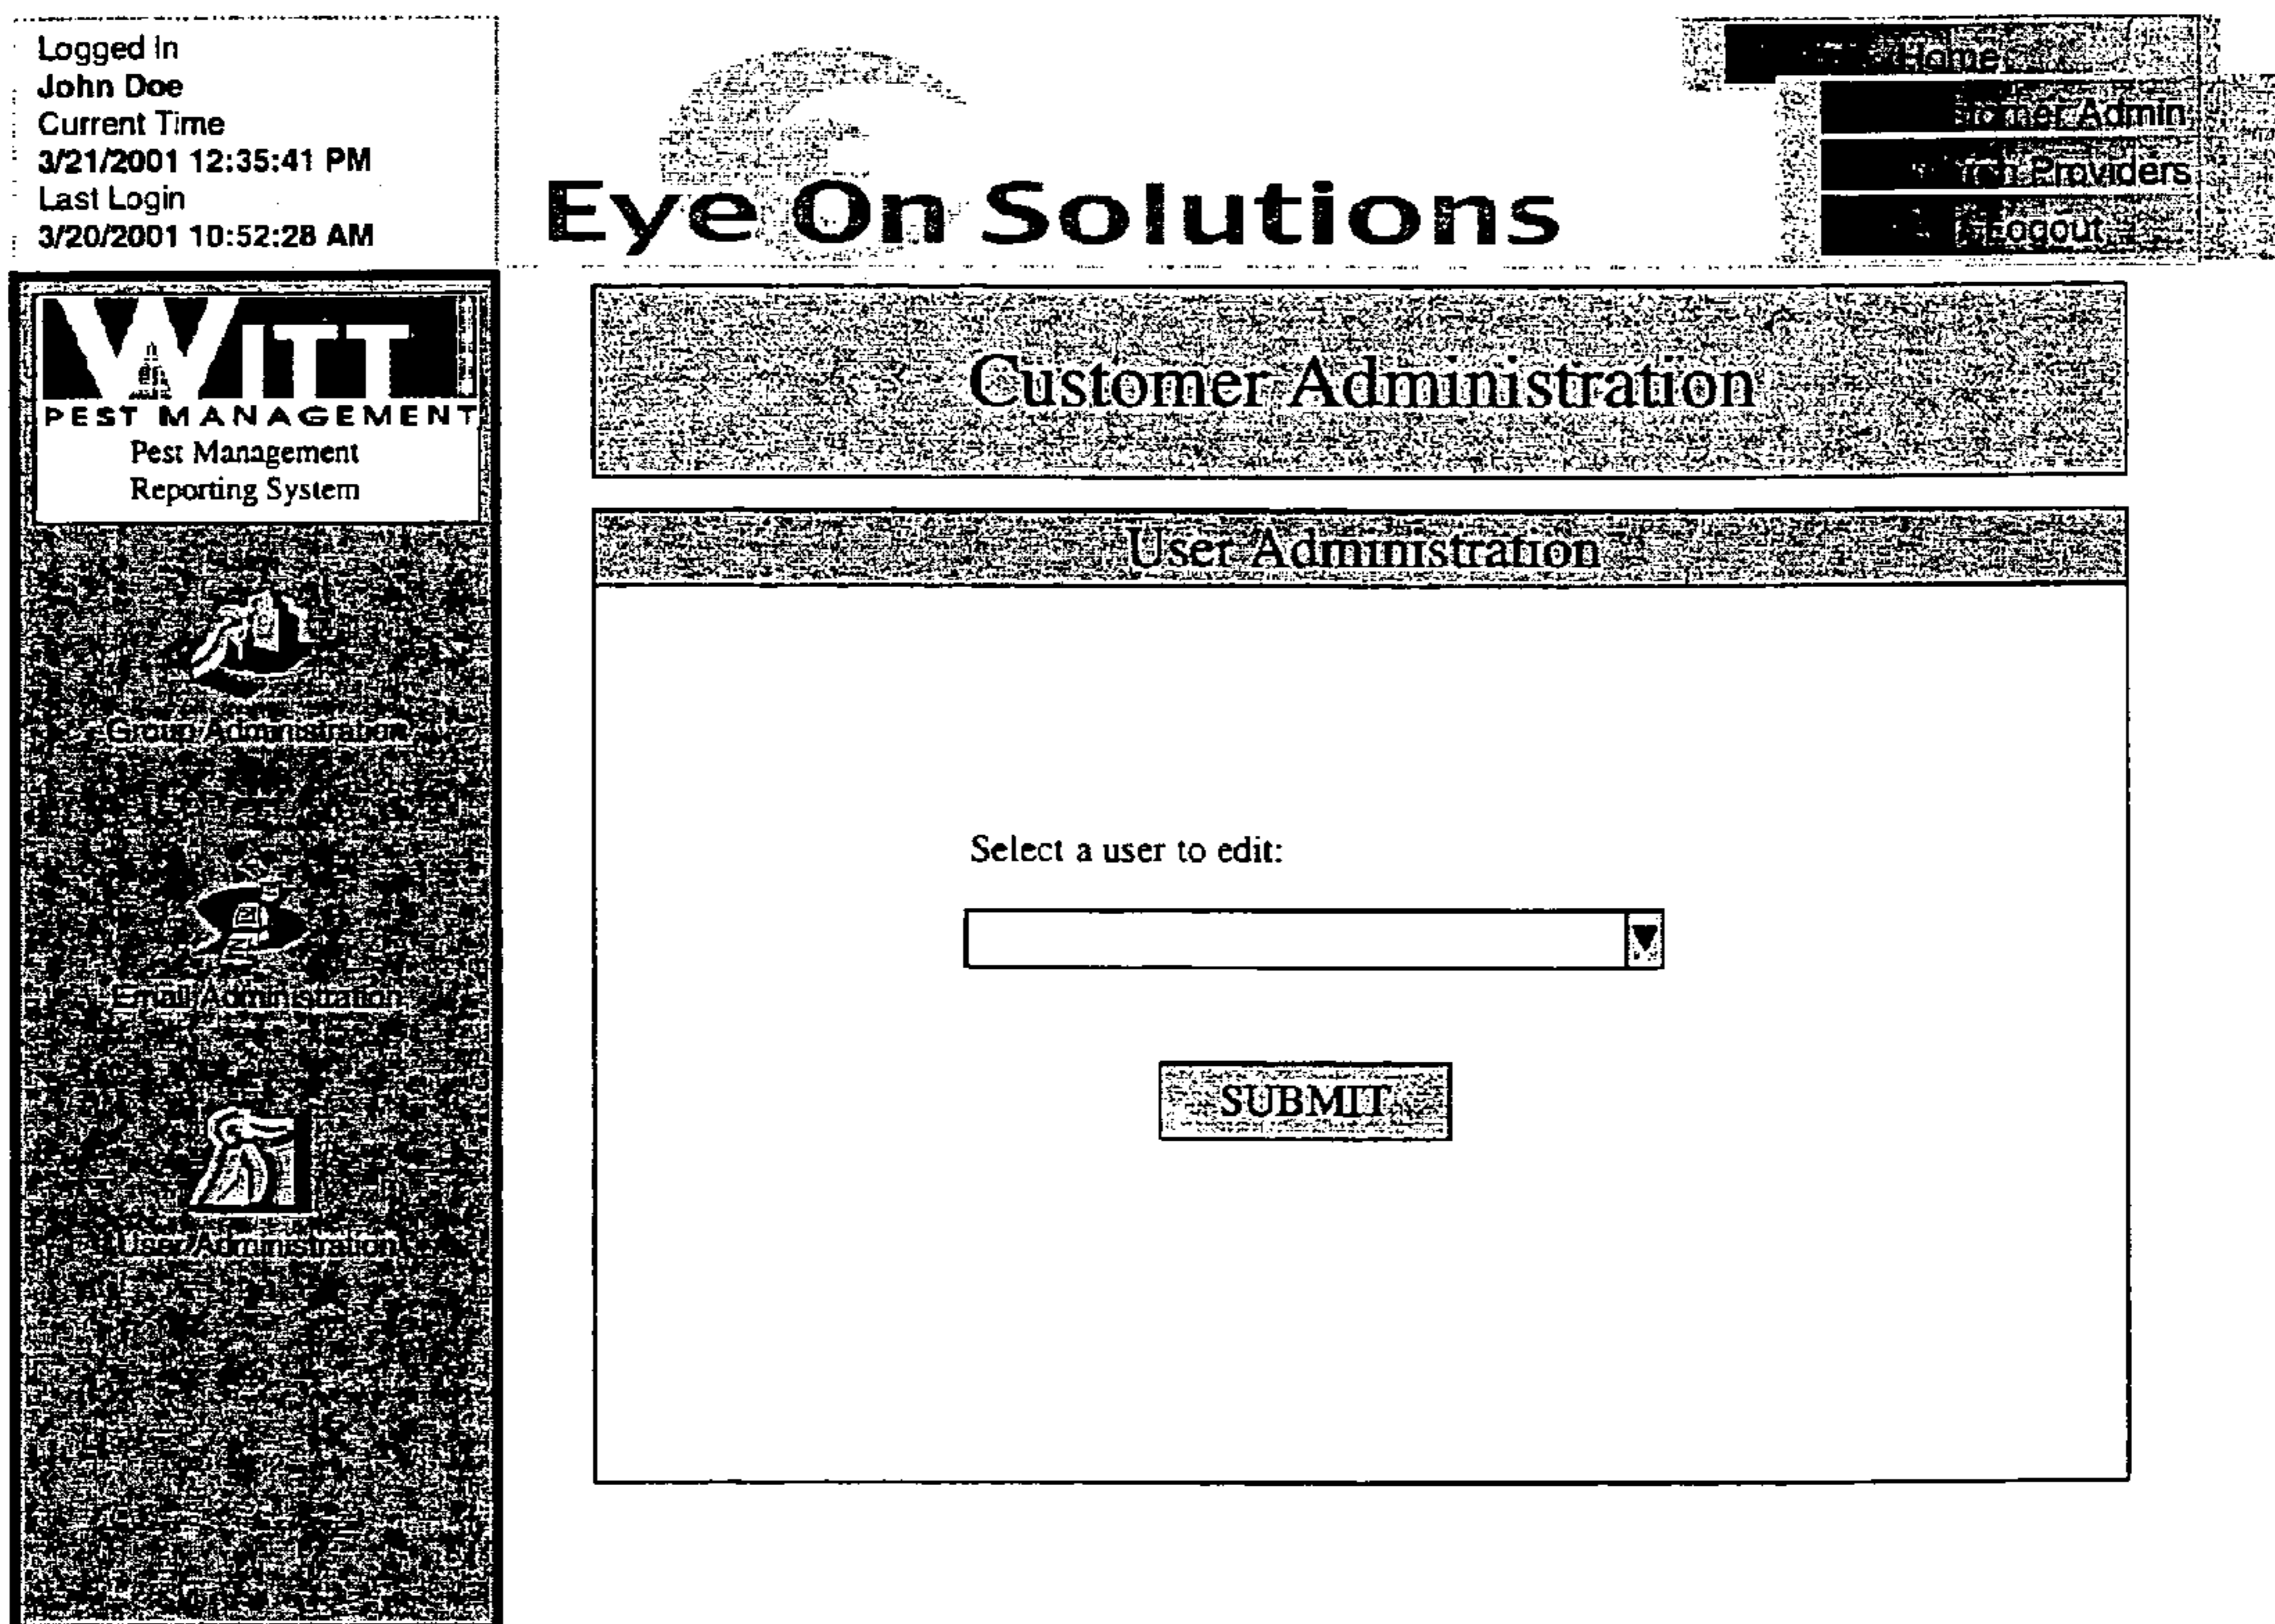 Logged In
John Doe
Current Time
3/21/2001 12:35:41 PM
Last Login
3/20/2001 10:52:28 AM
Eye On Solutions
Home
Admin
Providers
Logout
WITT
PEST MANAGEMENT
Pest Management
Reporting System
Group Administration
Email Administration
User Administration
Customer Administration
User Administration
Select a user to edit:
SUBMIT